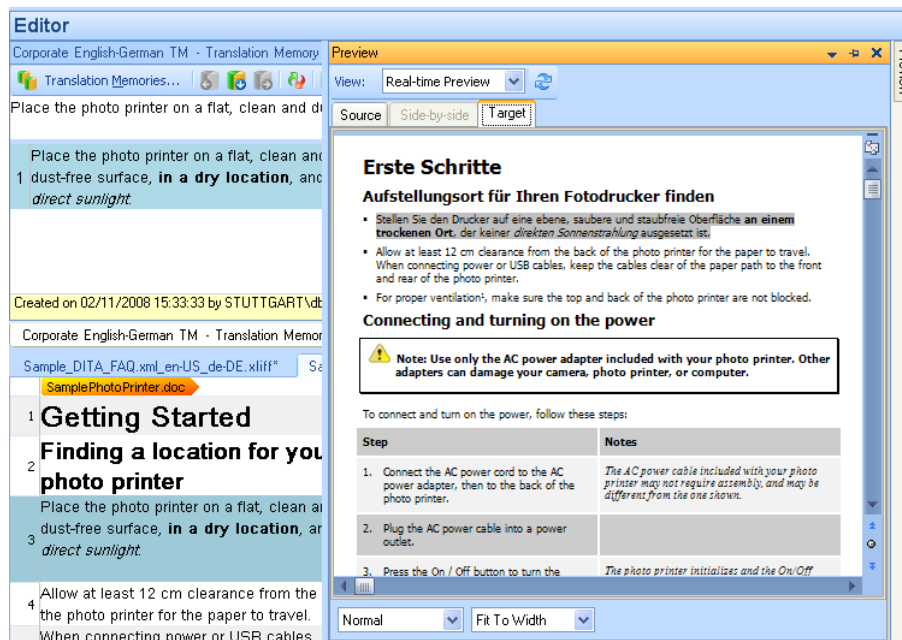 Editor
Corporate English-German TM - Translation Memory
Translation Memories...
Place the photo printer on a flat, clean and
Place the photo printer on a flat, clean and
1 dust-free surface, in a dry location, and
direct sunlight.
Created on 02/11/2008 15:33:33 by STUTTGART\
Corporate English-German TM - Translation
Sample_DITA_FAQ.xml_en-US_de-DE.xliff*
SamplePhotoPrinter.doc
1 Getting Started
Finding a location for
2
photo printer
Place the photo printer on a flat, clean
dust-free surface, in a dry location,
3
direct sunlight.
Allow at least 12 cm clearance from the
4
the photo printer for the paper to travel.
When connecting power or USB cables
Preview
View: Real-time Preview
Source Side-by-side Target
Erste Schritte
Aufstellungsort für Ihren Fotodrucker finden
▪ Stellen Sie den Drucker auf eine ebene, saubere und staubfreie Oberfläche an einem
trockenen Ort, der keiner direkten Sonnenstrahlung ausgesetzt ist.
▪ Allow at least 12 cm clearance from the back of the photo printer for the paper to travel.
When connecting power or USB cables, keep the cables clear of the paper path to the front
and rear of the photo printer.
▪ For proper ventilation¹, make sure the top and back of the photo printer are not blocked.
Connecting and turning on the power
Note: Use only the AC power adapter included with your photo printer. Other
adapters can damage your camera, photo printer, or computer.
To connect and turn on the power, follow these steps:
Step Notes
1. Connect the AC power cord to the AC
power adapter, then to the back of the
photo printer.
The AC power cable included with your photo
printer may not require assembly, and may be
different from the one shown.
2. Plug the AC power cable into a power
outlet.
3. Press the On / Off button to turn the
The photo printer initializes and the On/Off
Normal Fit To Width